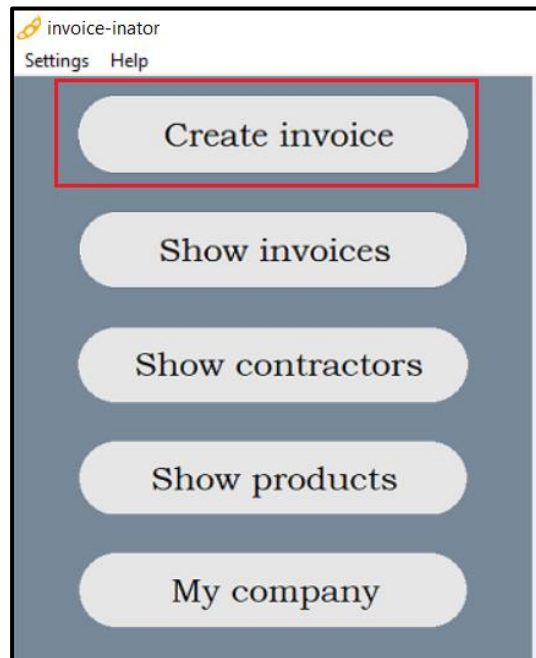 invoice-inator
Settings Help
Create invoice
Show invoices
Show contractors
Show products
My company